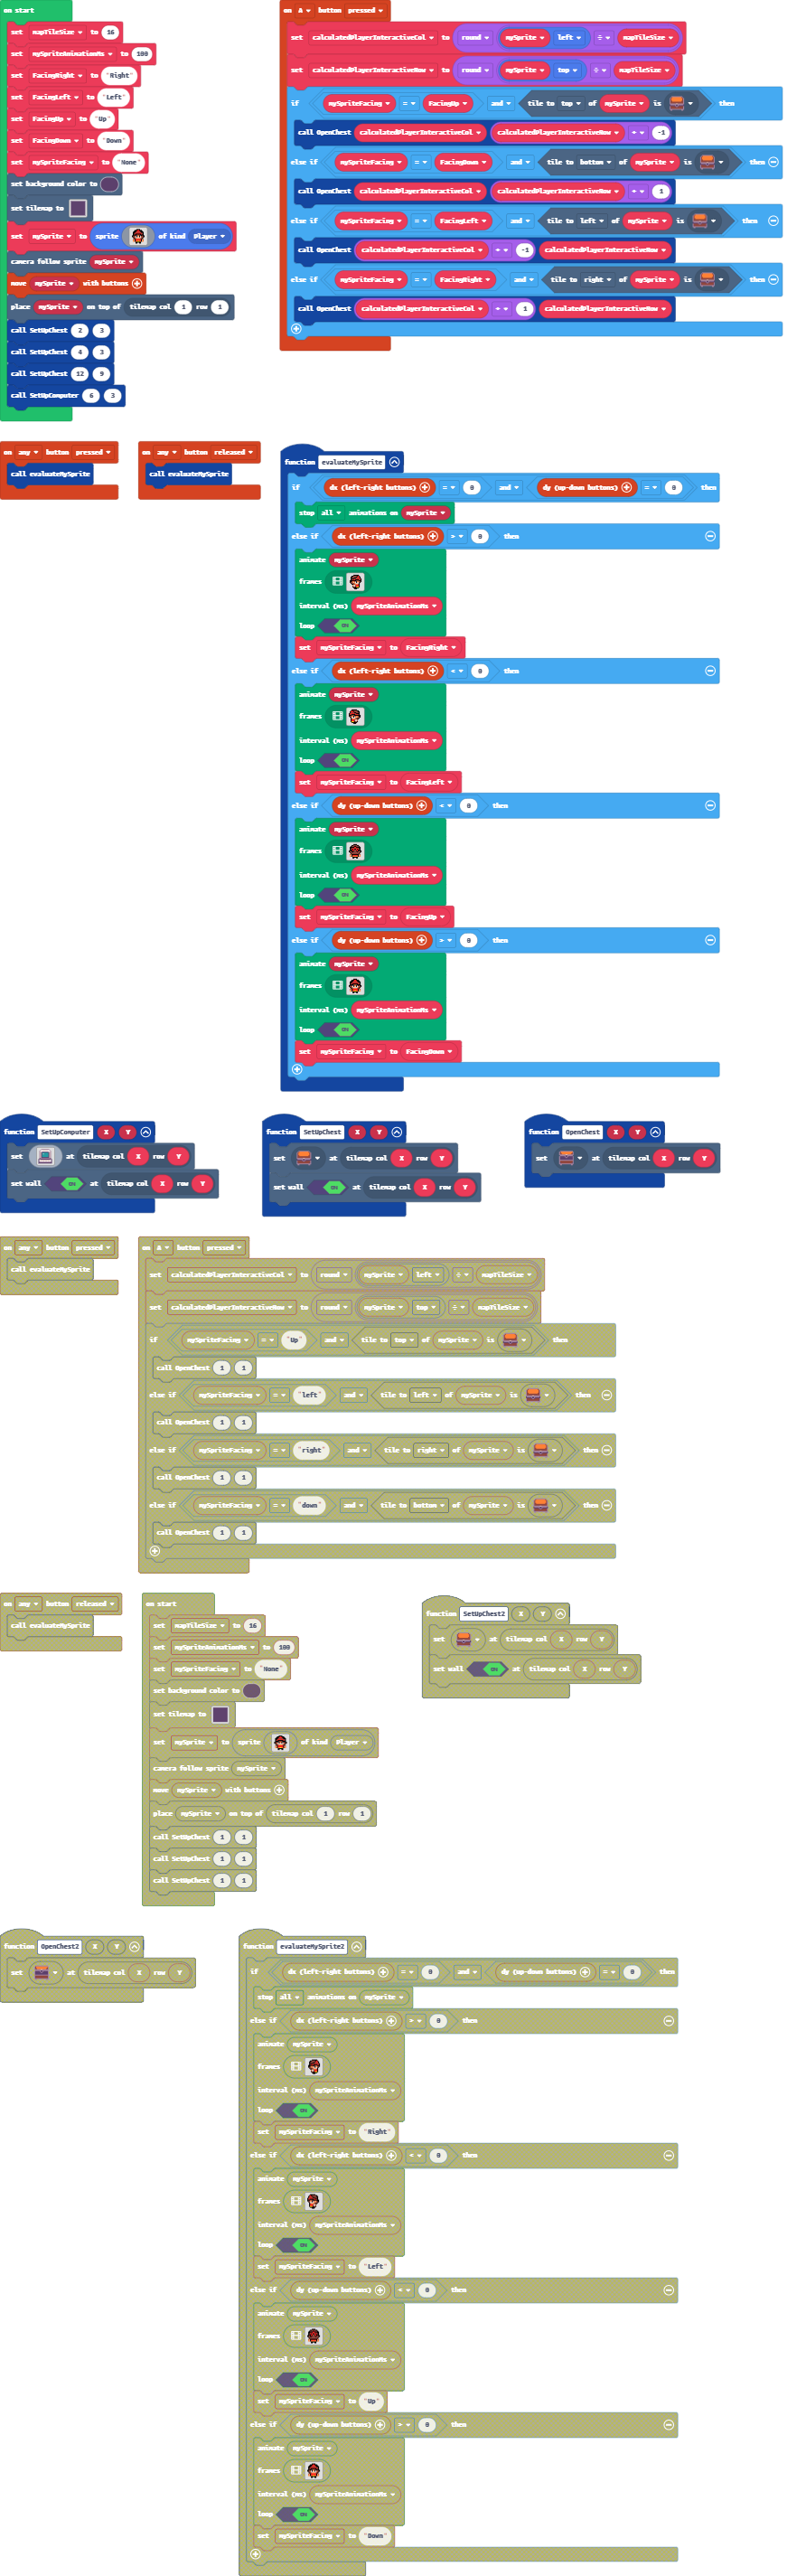 on start
set mapTileSize to 16
set mySpriteAnimationMs to 100
set FacingRight to "Right"
set FacingLeft to "Left"
set FacingUp to "Up"
set FacingDown to "Down"
set mySpriteFacing to "None"
set background color to
set tilemap to
set mySprite to sprite of kind Player
camera follow sprite mySprite
move mySprite with buttons
place mySprite on top of tilemap col 1 row 1
call SetUpChest 2 3
call SetUpChest 4 3
call SetUpChest 12 9
call SetUpComputer 6 3
on A button pressed
set calculatedPlayerInteractiveCol to round mySprite left ÷ mapTileSize
set calculatedPlayerInteractiveRow to round mySprite top ÷ mapTileSize
if mySpriteFacing = FacingUp and tile to top of mySprite is then
call OpenChest calculatedPlayerInteractiveCol calculatedPlayerInteractiveRow + -1
else if mySpriteFacing = FacingDown and tile to bottom of mySprite is then
call OpenChest calculatedPlayerInteractiveCol calculatedPlayerInteractiveRow + 1
else if mySpriteFacing = FacingLeft and tile to left of mySprite is then
call OpenChest calculatedPlayerInteractiveCol + -1 calculatedPlayerInteractiveRow
else if mySpriteFacing = FacingRight and tile to right of mySprite is then
call OpenChest calculatedPlayerInteractiveCol + 1 calculatedPlayerInteractiveRow
on any button pressed
call evaluateMySprite
on any button released
call evaluateMySprite
function evaluateMySprite
if dx (left-right buttons) = 0 and dy (up-down buttons) = 0 then
stop all animations on mySprite
else if dx (left-right buttons) > 0 then
animate mySprite
frames
interval (ms) mySpriteAnimationMs
loop ON
set mySpriteFacing to FacingRight
else if dx (left-right buttons) < 0 then
animate mySprite
frames
interval (ms) mySpriteAnimationMs
loop ON
set mySpriteFacing to FacingLeft
else if dy (up-down buttons) < 0 then
animate mySprite
frames
interval (ms) mySpriteAnimationMs
loop ON
set mySpriteFacing to FacingUp
else if dy (up-down buttons) > 0 then
animate mySprite
frames
interval (ms) mySpriteAnimationMs
loop ON
set mySpriteFacing to FacingDown
function SetUpComputer X Y
set at tilemap col X row Y
set wall ON at tilemap col X row Y
function SetUpChest X Y
set at tilemap col X row Y
set wall ON at tilemap col X row Y
function OpenChest X Y
set at tilemap col X row Y
on any button pressed
call evaluateMySprite
on A button pressed
set calculatedPlayerInteractiveCol to round mySprite left ÷ mapTileSize
set calculatedPlayerInteractiveRow to round mySprite top ÷ mapTileSize
if mySpriteFacing = "Up" and tile to top of mySprite is then
call OpenChest 1 1
else if mySpriteFacing = "left" and tile to left of mySprite is then
call OpenChest 1 1
else if mySpriteFacing = "right" and tile to right of mySprite is then
call OpenChest 1 1
else if mySpriteFacing = "down" and tile to bottom of mySprite is then
call OpenChest 1 1
on any button released
call evaluateMySprite
on start
set mapTileSize to 16
set mySpriteAnimationMs to 100
set mySpriteFacing to "None"
set background color to
set tilemap to
set mySprite to sprite of kind Player
camera follow sprite mySprite
move mySprite with buttons
place mySprite on top of tilemap col 1 row 1
call SetUpChest 1 1
call SetUpChest 1 1
call SetUpChest 1 1
function SetUpChest2 X Y
set at tilemap col X row Y
set wall ON at tilemap col X row Y
function OpenChest2 X Y
set at tilemap col X row Y
function evaluateMySprite2
if dx (left-right buttons) = 0 and dy (up-down buttons) = 0 then
stop all animations on mySprite
else if dx (left-right buttons) > 0 then
animate mySprite
frames
interval (ms) mySpriteAnimationMs
loop ON
set mySpriteFacing to "Right"
else if dx (left-right buttons) < 0 then
animate mySprite
frames
interval (ms) mySpriteAnimationMs
loop ON
set mySpriteFacing to "Left"
else if dy (up-down buttons) < 0 then
animate mySprite
frames
interval (ms) mySpriteAnimationMs
loop ON
set mySpriteFacing to "Up"
else if dy (up-down buttons) > 0 then
animate mySprite
frames
interval (ms) mySpriteAnimationMs
loop ON
set mySpriteFacing to "Down"